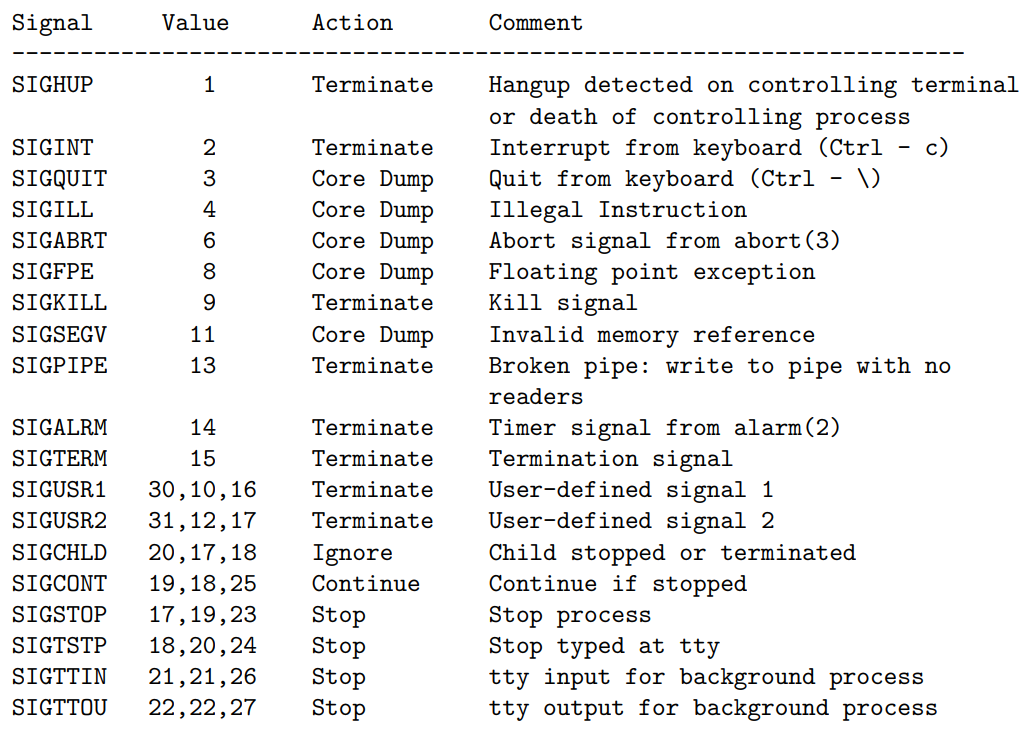 Signal Value Action Comment
----------------------------------------------------------------------
SIGHUP 1 Terminate Hangup detected on controlling terminal
or death of controlling process
SIGINT 2 Terminate Interrupt from keyboard (Ctrl - c)
SIGQUIT 3 Core Dump Quit from keyboard (Ctrl - \)
SIGILL 4 Core Dump Illegal Instruction
SIGABRT 6 Core Dump Abort signal from abort(3)
SIGFPE 8 Core Dump Floating point exception
SIGKILL 9 Terminate Kill signal
SIGSEGV 11 Core Dump Invalid memory reference
SIGPIPE 13 Terminate Broken pipe: write to pipe with no
readers
SIGALRM 14 Terminate Timer signal from alarm(2)
SIGTERM 15 Terminate Termination signal
SIGUSR1 30,10,16 Terminate User-defined signal 1
SIGUSR2 31,12,17 Terminate User-defined signal 2
SIGCHLD 20,17,18 Ignore Child stopped or terminated
SIGCONT 19,18,25 Continue Continue if stopped
SIGSTOP 17,19,23 Stop Stop process
SIGTSTP 18,20,24 Stop Stop typed at tty
SIGTTIN 21,21,26 Stop tty input for background process
SIGTTOU 22,22,27 Stop tty output for background process